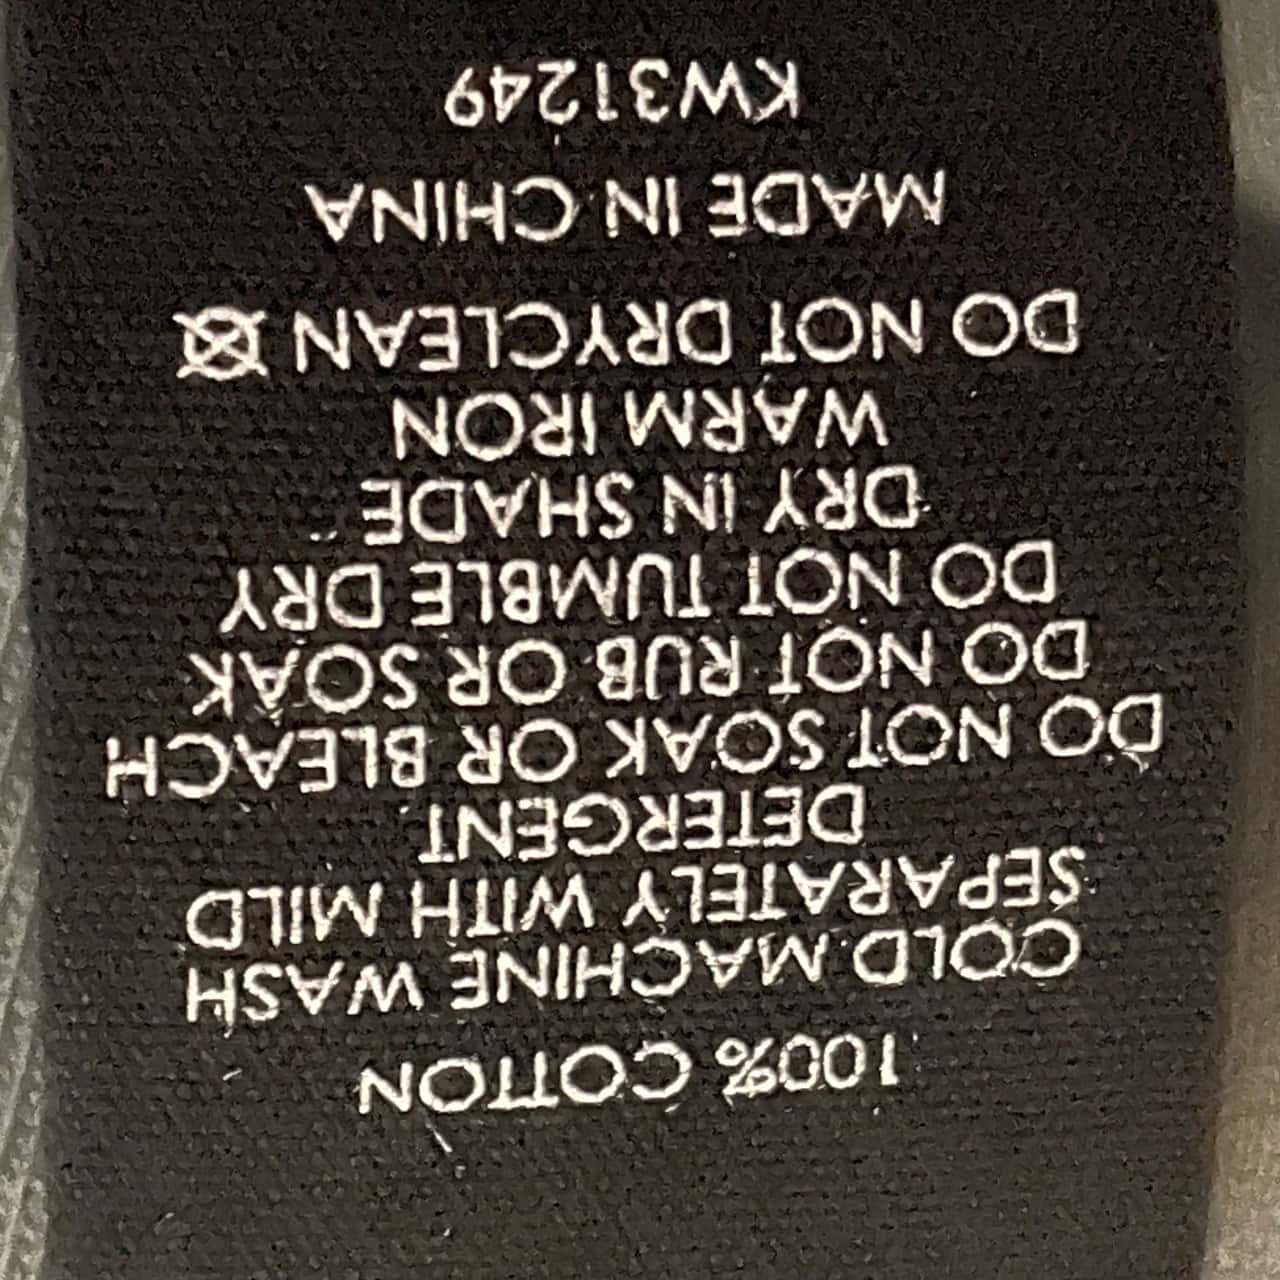 100% COTTON
COLD MACHINE WASH
SEPARATELY WITH MILD
DETERGENT
DO NOT SOAK OR BLEACH
DO NOT RUB OR SOAK
DO NOT TUMBLE DRY
DRY IN SHADE
WARM IRON
DO NOT DRYCLEAN
MADE IN CHINA
KW31249